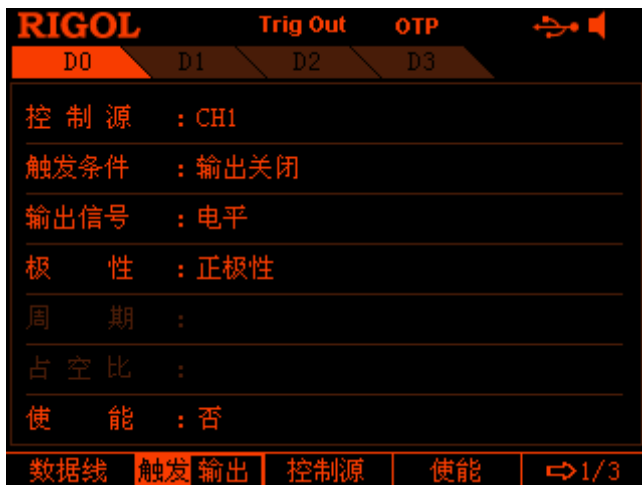 RIGOL Trig Out OTP
D0 D1 D2 D3
控制源 : CH1
触发条件 : 输出关闭
输出信号 : 电平
极性 : 正极性
周期 :
占空比 :
使能 : 否
数据线 触发 输出 控制源 使能 1/3